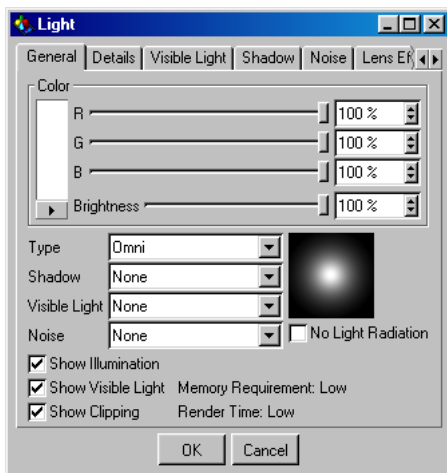 Light
General Details Visible Light Shadow Noise Lens Ef
Color
R 100 %
G 100 %
B 100 %
Brightness 100 %
Type Omni
Shadow None
Visible Light None
Noise None
No Light Radiation
Show Illumination
Show Visible Light Memory Requirement: Low
Show Clipping Render Time: Low
OK Cancel